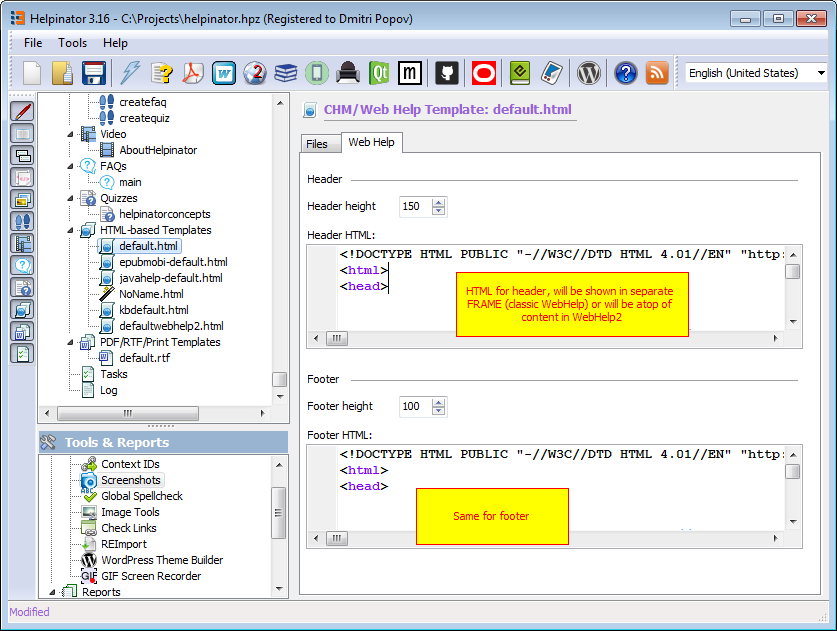 Helpinator 3.16 - C:\Projects\helpinator.hpz (Registered to Dmitri Popov)
File Tools Help
W
2
Qt
m
e
W
?
English (United States)
createfaq
createquiz
Video
AboutHelpinator
FAQs
main
Quizzes
helpinatorconcepts
HTML-based Templates
default.html
epubmobi-default.html
javahelp-default.html
NoName.html
kbdefault.html
defaultwebhelp2.html
PDF/RTF/Print Templates
default.rtf
Tasks
Log
Tools & Reports
Context IDs
Screenshots
Global Spellcheck
Image Tools
Check Links
REImport
WordPress Theme Builder
GIF Screen Recorder
Reports
CHM/Web Help Template: default.html
Files Web Help
Header
Header height 150
Header HTML:
<!DOCTYPE HTML PUBLIC "-//W3C//DTD HTML 4.01//EN" "http:
<html>
<head>
HTML for header, will be shown in separate
FRAME (classic WebHelp) or will be atop of
content in WebHelp2
Footer
Footer height 100
Footer HTML:
<!DOCTYPE HTML PUBLIC "-//W3C//DTD HTML 4.01//EN" "http:
<html>
<head>
Same for footer
Modified